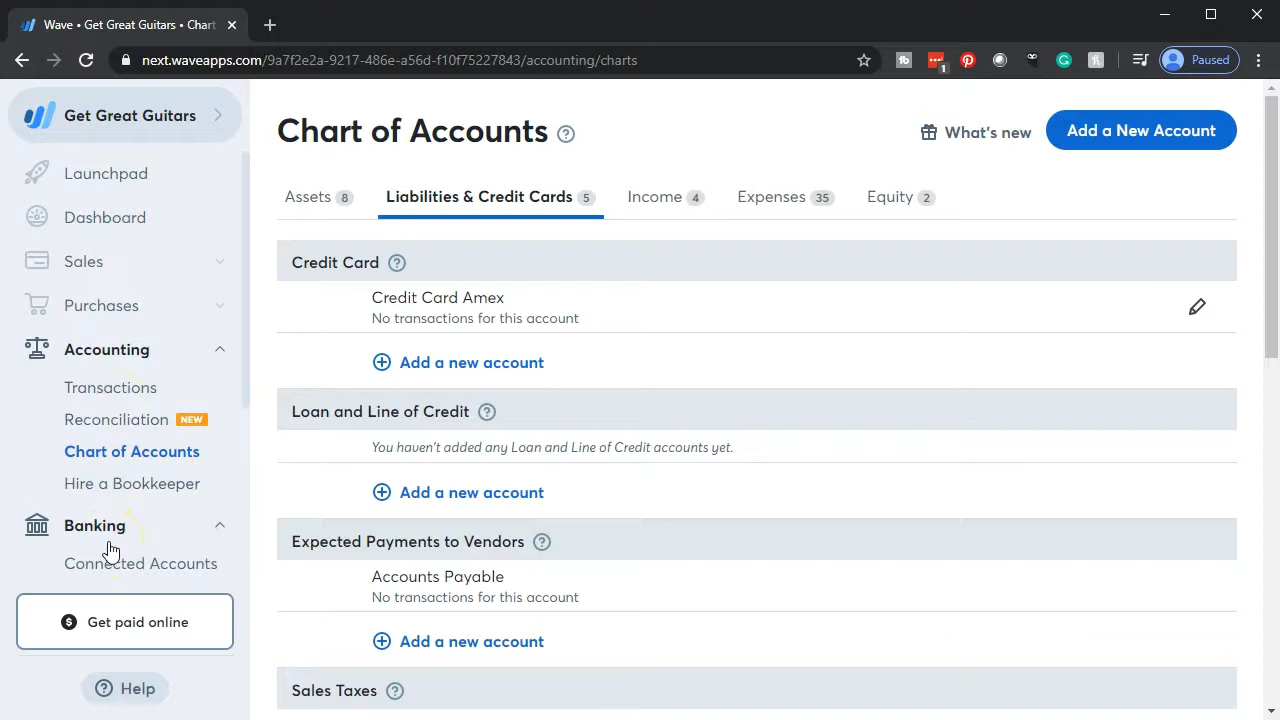 Wave • Get Great Guitars • Chart
next.waveapps.com/9a7f2e2a-9217-486e-a56d-f10f75227843/accounting/charts
1
Paused
Get Great Guitars
Launchpad
Dashboard
Sales
Purchases
Accounting
Transactions
Reconciliation NEW
Chart of Accounts
Hire a Bookkeeper
Banking
Connected Accounts
$ Get paid online
? Help
Chart of Accounts ?
What's new
Add a New Account
Assets 8
Liabilities & Credit Cards 5
Income 4
Expenses 35
Equity 2
Credit Card ?
Credit Card Amex
No transactions for this account
Add a new account
Loan and Line of Credit ?
You haven't added any Loan and Line of Credit accounts yet.
Add a new account
Expected Payments to Vendors ?
Accounts Payable
No transactions for this account
Add a new account
Sales Taxes ?